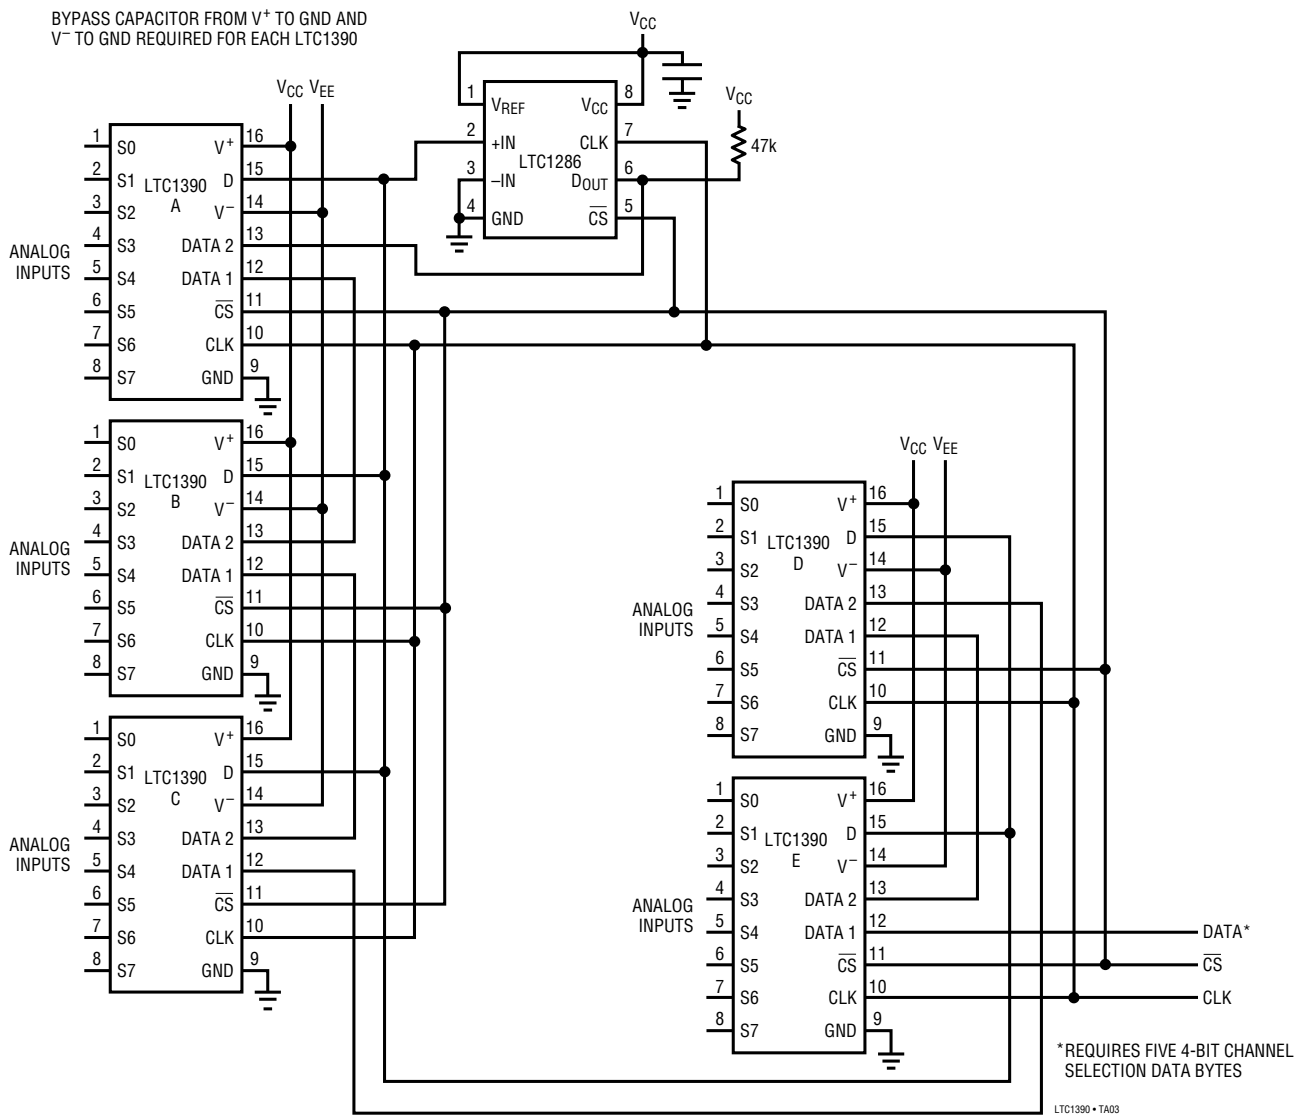 BYPASS CAPACITOR FROM V+ TO GND AND
V– TO GND REQUIRED FOR EACH LTC1390
VCC
VCC VEE
1 S0 V+ 16
2 S1 D 15
3 S2 V– 14
4 S3 DATA 2 13
5 S4 DATA 1 12
6 S5 CS 11
7 S6 CLK 10
8 S7 GND 9
LTC1390
A
ANALOG
INPUTS
1 VREF VCC 8
2 +IN CLK 7
3 –IN DOUT 6
4 GND CS 5
LTC1286
VCC
47k
1 S0 V+ 16
2 S1 D 15
3 S2 V– 14
4 S3 DATA 2 13
5 S4 DATA 1 12
6 S5 CS 11
7 S6 CLK 10
8 S7 GND 9
LTC1390
B
ANALOG
INPUTS
1 S0 V+ 16
2 S1 D 15
3 S2 V– 14
4 S3 DATA 2 13
5 S4 DATA 1 12
6 S5 CS 11
7 S6 CLK 10
8 S7 GND 9
LTC1390
C
ANALOG
INPUTS
VCC VEE
1 S0 V+ 16
2 S1 D 15
3 S2 V– 14
4 S3 DATA 2 13
5 S4 DATA 1 12
6 S5 CS 11
7 S6 CLK 10
8 S7 GND 9
LTC1390
D
ANALOG
INPUTS
1 S0 V+ 16
2 S1 D 15
3 S2 V– 14
4 S3 DATA 2 13
5 S4 DATA 1 12
6 S5 CS 11
7 S6 CLK 10
8 S7 GND 9
LTC1390
E
ANALOG
INPUTS
DATA*
CS
CLK
*REQUIRES FIVE 4-BIT CHANNEL
SELECTION DATA BYTES
LTC1390 • TA03